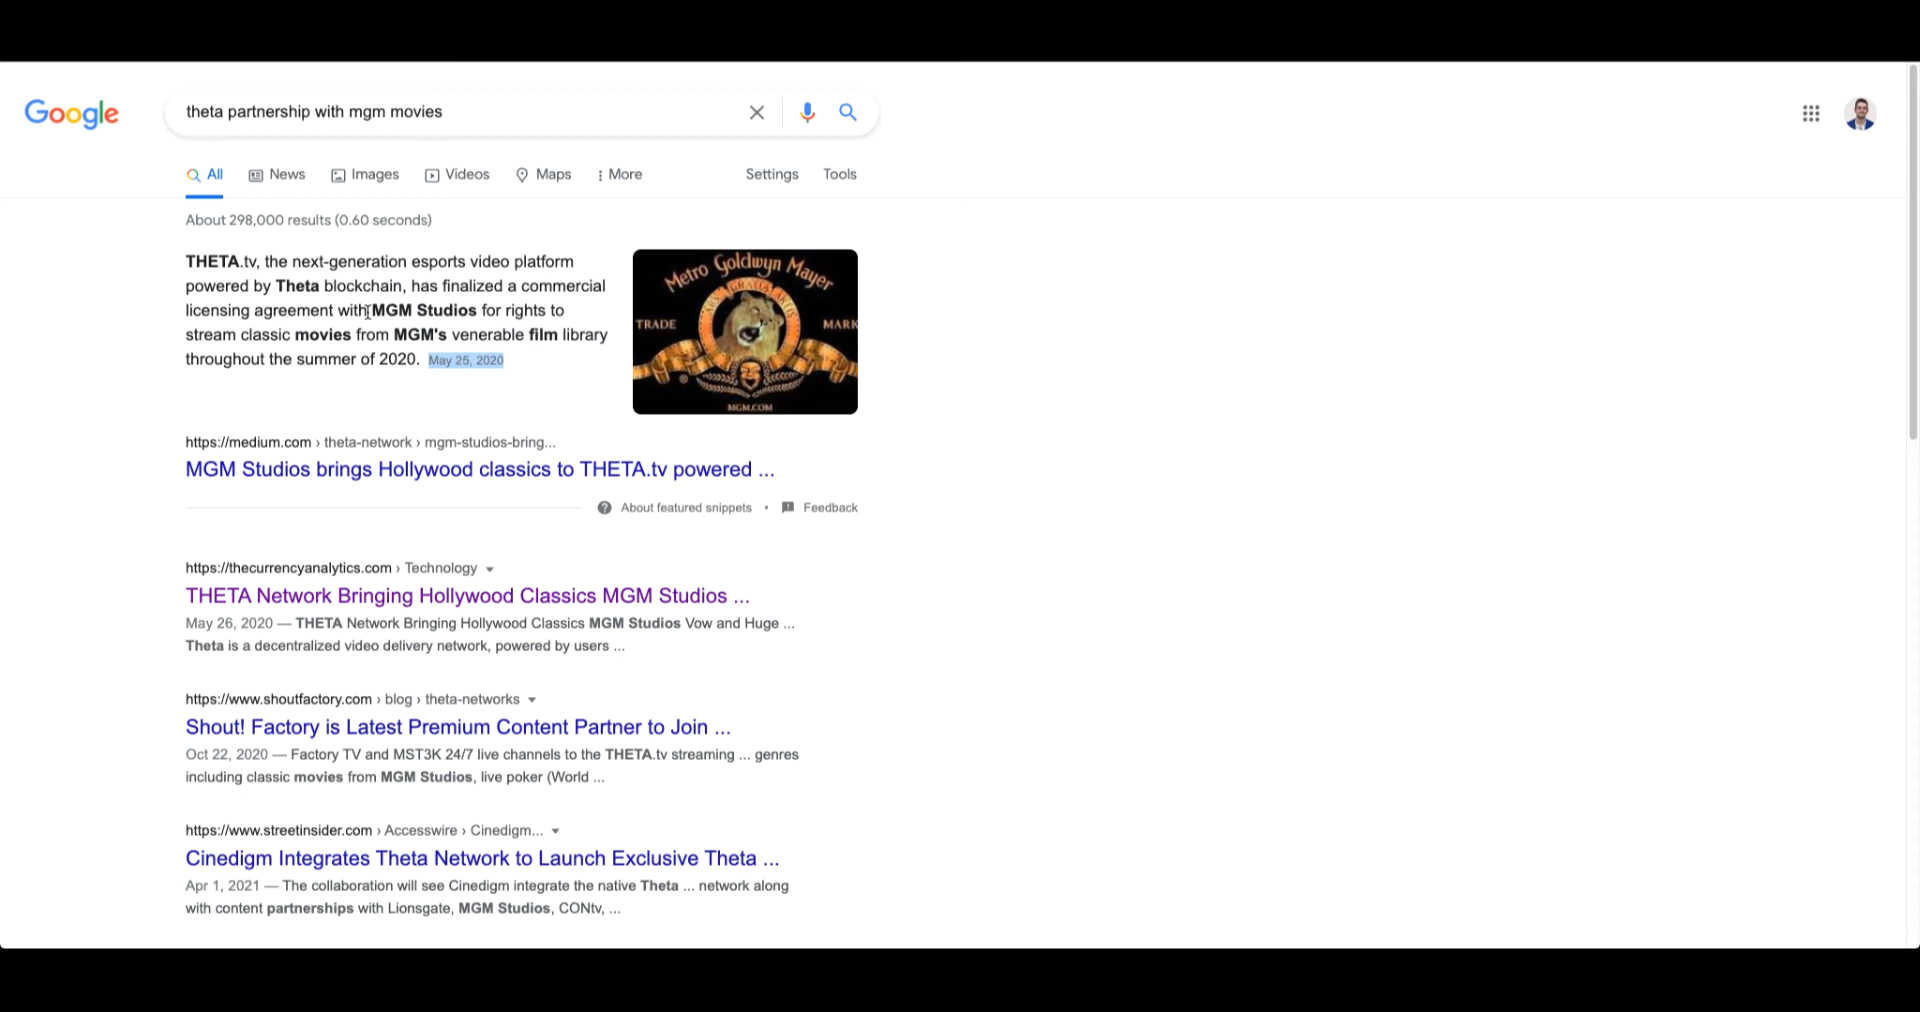 Google
theta partnership with mgm movies
All News Images Videos Maps More Settings Tools
About 298,000 results (0.60 seconds)
THETA.tv, the next-generation esports video platform
powered by Theta blockchain, has finalized a commercial
licensing agreement with MGM Studios for rights to
stream classic movies from MGM's venerable film library
throughout the summer of 2020. May 25, 2020
Metro Goldwyn Mayer
ARS GRATIA ARTIS
TRADE MARK
MGM.COM
https://medium.com › theta-network › mgm-studios-bring...
MGM Studios brings Hollywood classics to THETA.tv powered ...
About featured snippets • Feedback
https://thecurrencyanalytics.com › Technology
THETA Network Bringing Hollywood Classics MGM Studios ...
May 26, 2020 — THETA Network Bringing Hollywood Classics MGM Studios Vow and Huge ...
Theta is a decentralized video delivery network, powered by users ...
https://www.shoutfactory.com › blog › theta-networks
Shout! Factory is Latest Premium Content Partner to Join ...
Oct 22, 2020 — Factory TV and MST3K 24/7 live channels to the THETA.tv streaming ... genres
including classic movies from MGM Studios, live poker (World ...
https://www.streetinsider.com › Accesswire › Cinedigm...
Cinedigm Integrates Theta Network to Launch Exclusive Theta ...
Apr 1, 2021 — The collaboration will see Cinedigm integrate the native Theta ... network along
with content partnerships with Lionsgate, MGM Studios, CONtv, ...